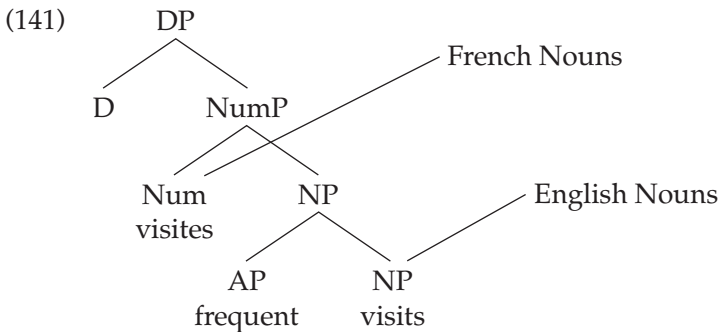 (141) DP
French Nouns
D NumP
Num NP English Nouns
visites
AP NP
frequent visits